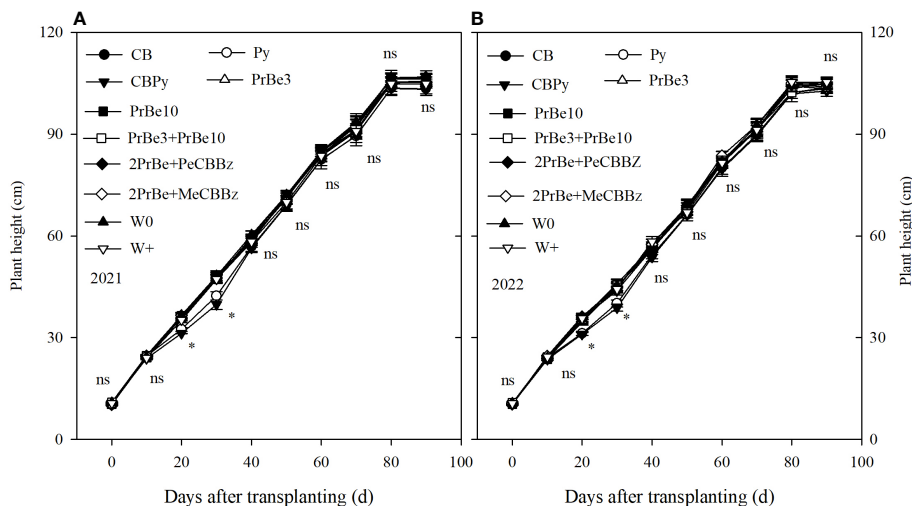 A
B
120
90
60
30
0
Plant height (cm)
CB
CBPy
PrBe10
PrBe3+PrBe10
2PrBe+PeCBBz
2PrBe+MeCBBz
W0
W+
Py
PrBe3
2021
ns
ns
*
*
ns
ns
ns
ns
ns
ns
0 20 40 60 80 100
Days after transplanting (d)
Plant height (cm)
CB
CBPy
PrBe10
PrBe3+PrBe10
2PrBe+PeCBBZ
2PrBe+MeCBBz
W0
W+
Py
PrBe3
2022
ns
ns
*
*
ns
ns
ns
ns
ns
ns
0 20 40 60 80 100
Days after transplanting (d)
120
90
60
30
0
Plant height (cm)